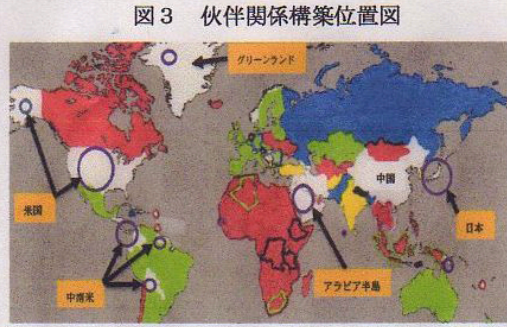 図3 伙伴関係構築位置図
グリーンランド
中国
米国
日本
中南米
アラビア半島